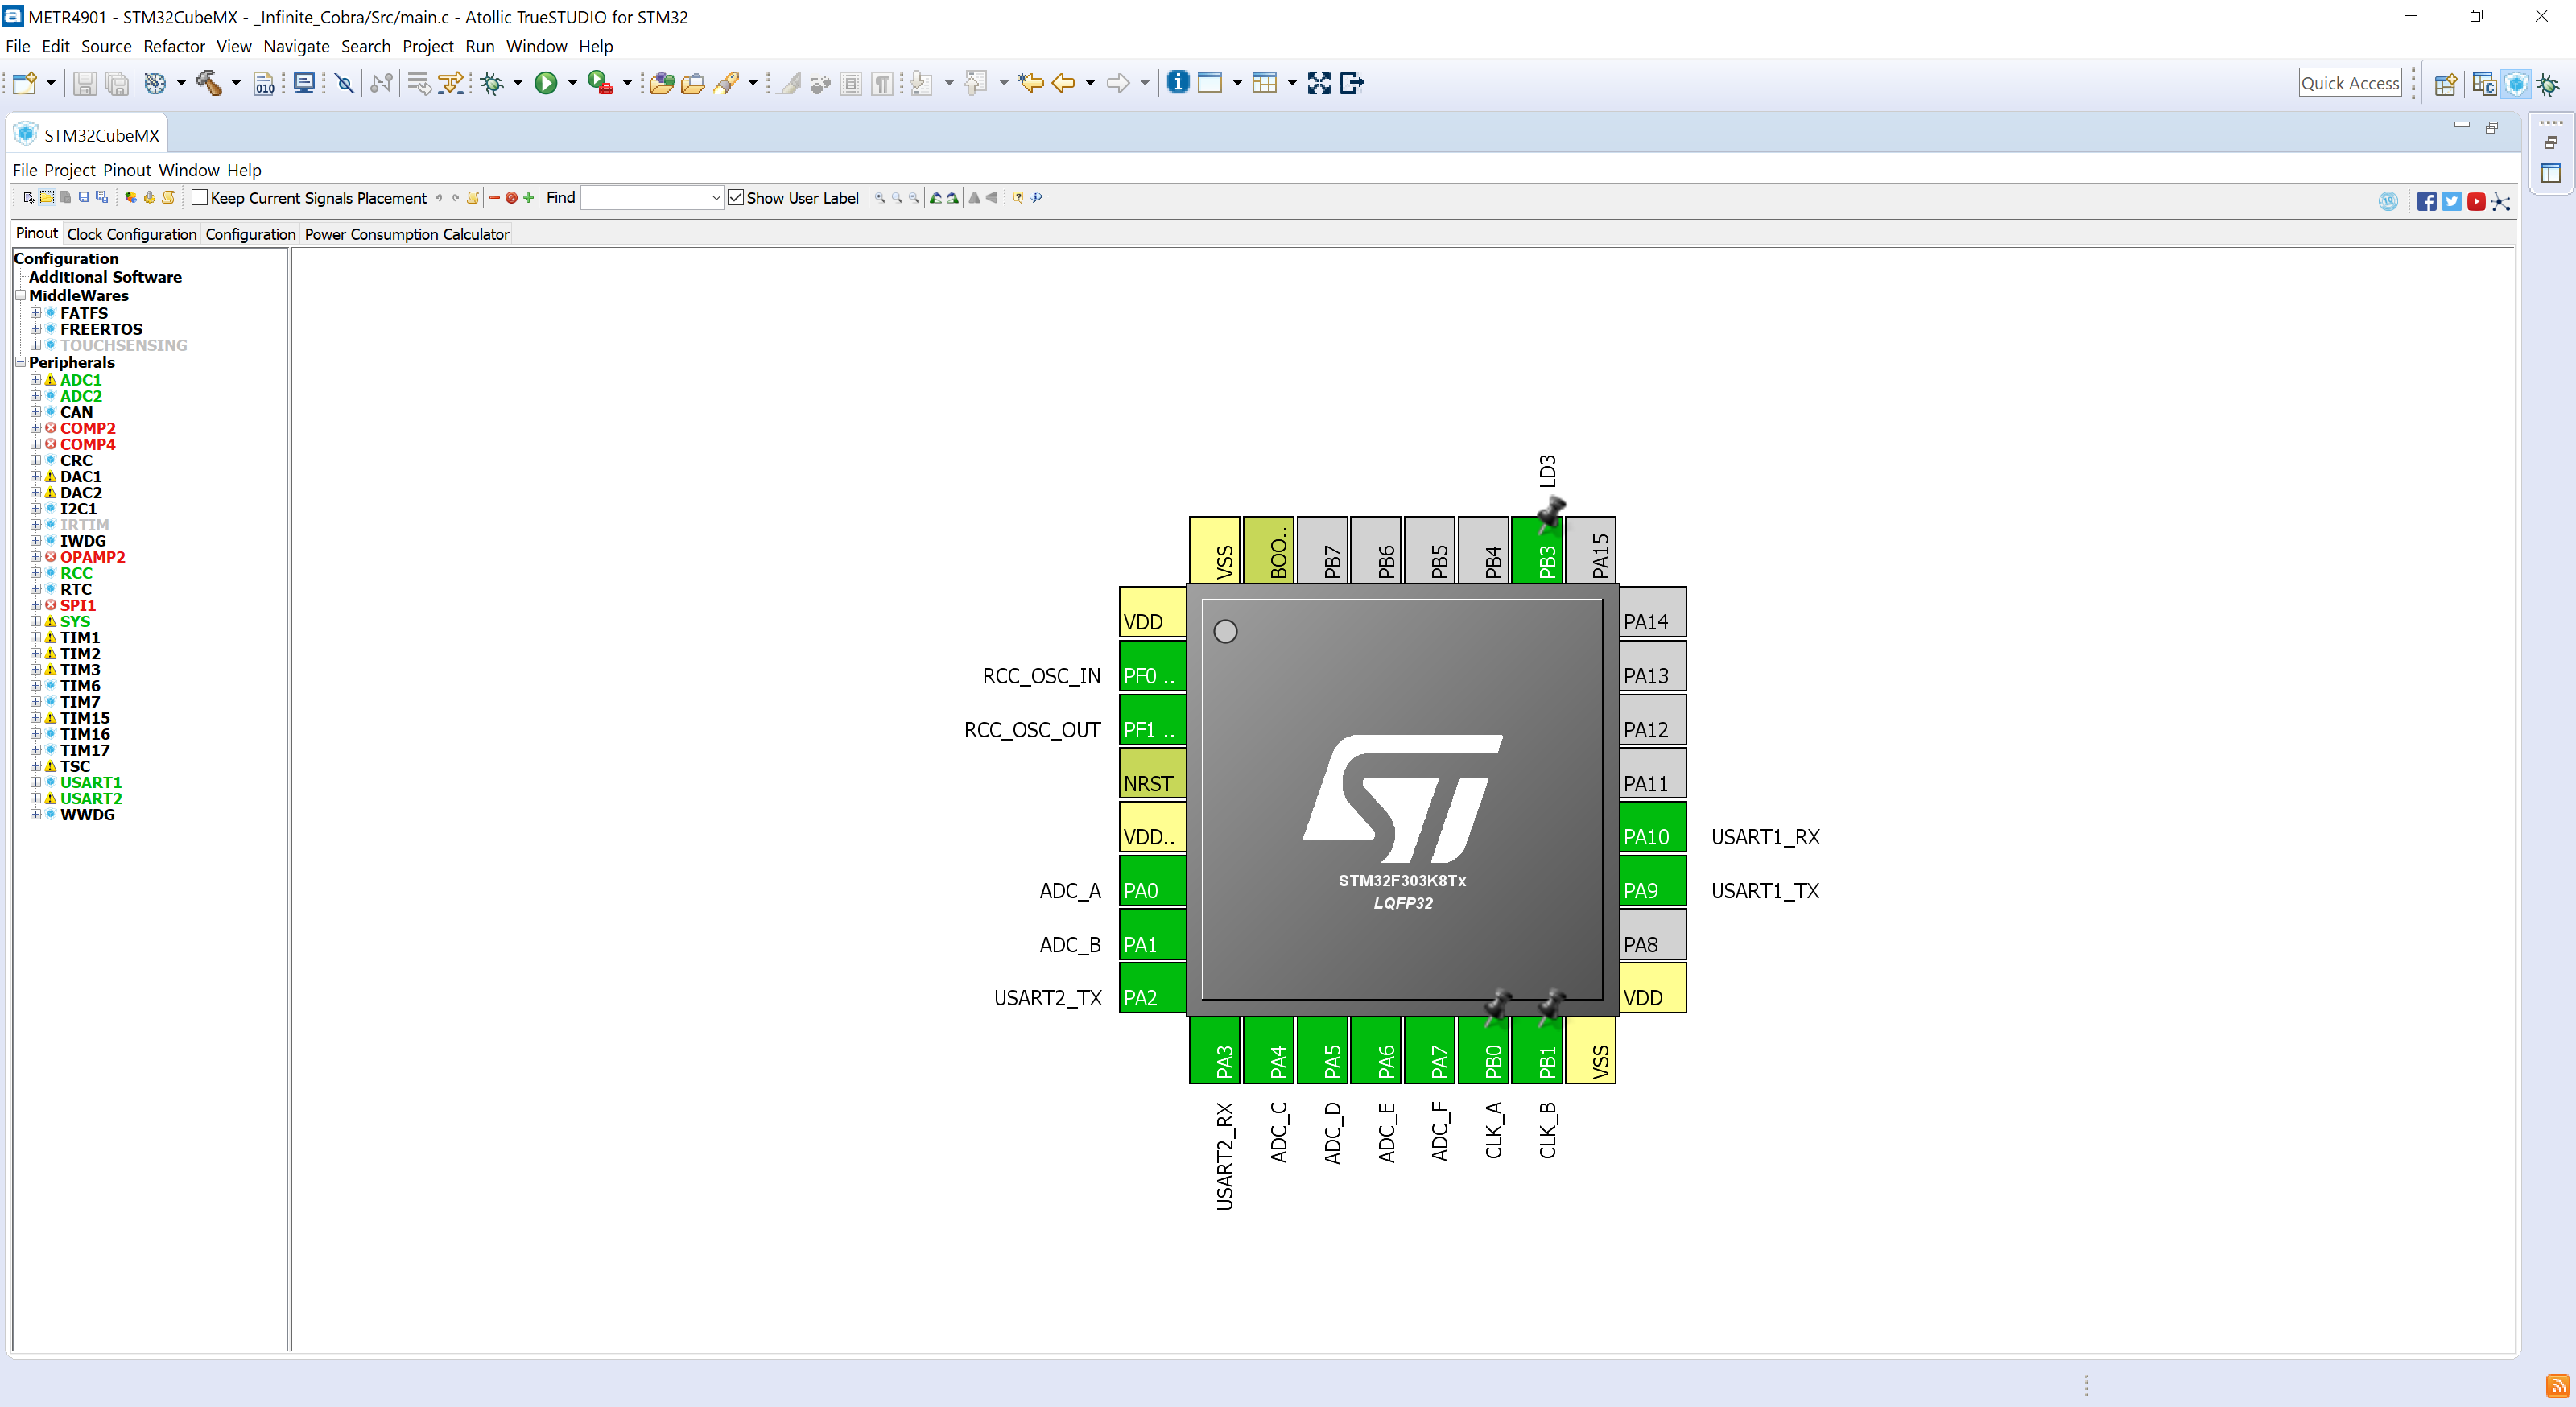 METR4901 - STM32CubeMX - _Infinite_Cobra/Src/main.c - Atollic TrueSTUDIO for STM32
File Edit Source Refactor View Navigate Search Project Run Window Help
010
Quick Access
STM32CubeMX
File Project Pinout Window Help
Keep Current Signals Placement
Find
Show User Label
Pinout Clock Configuration Configuration Power Consumption Calculator
Configuration
Additional Software
MiddleWares
FATFS
FREERTOS
TOUCHSENSING
Peripherals
ADC1
ADC2
CAN
COMP2
COMP4
CRC
DAC1
DAC2
I2C1
IRTIM
IWDG
OPAMP2
RCC
RTC
SPI1
SYS
TIM1
TIM2
TIM3
TIM6
TIM7
TIM15
TIM16
TIM17
TSC
USART1
USART2
WWDG
LD3
VSS
BOO..
PB7
PB6
PB5
PB4
PB3
PA15
VDD
RCC_OSC_IN PF0 ..
RCC_OSC_OUT PF1 ..
NRST
VDD..
ADC_A PA0
ADC_B PA1
USART2_TX PA2
ST
STM32F303K8Tx
LQFP32
PA14
PA13
PA12
PA11
PA10 USART1_RX
PA9 USART1_TX
PA8
VDD
PA3
PA4
PA5
PA6
PA7
PB0
PB1
VSS
USART2_RX
ADC_C
ADC_D
ADC_E
ADC_F
CLK_A
CLK_B